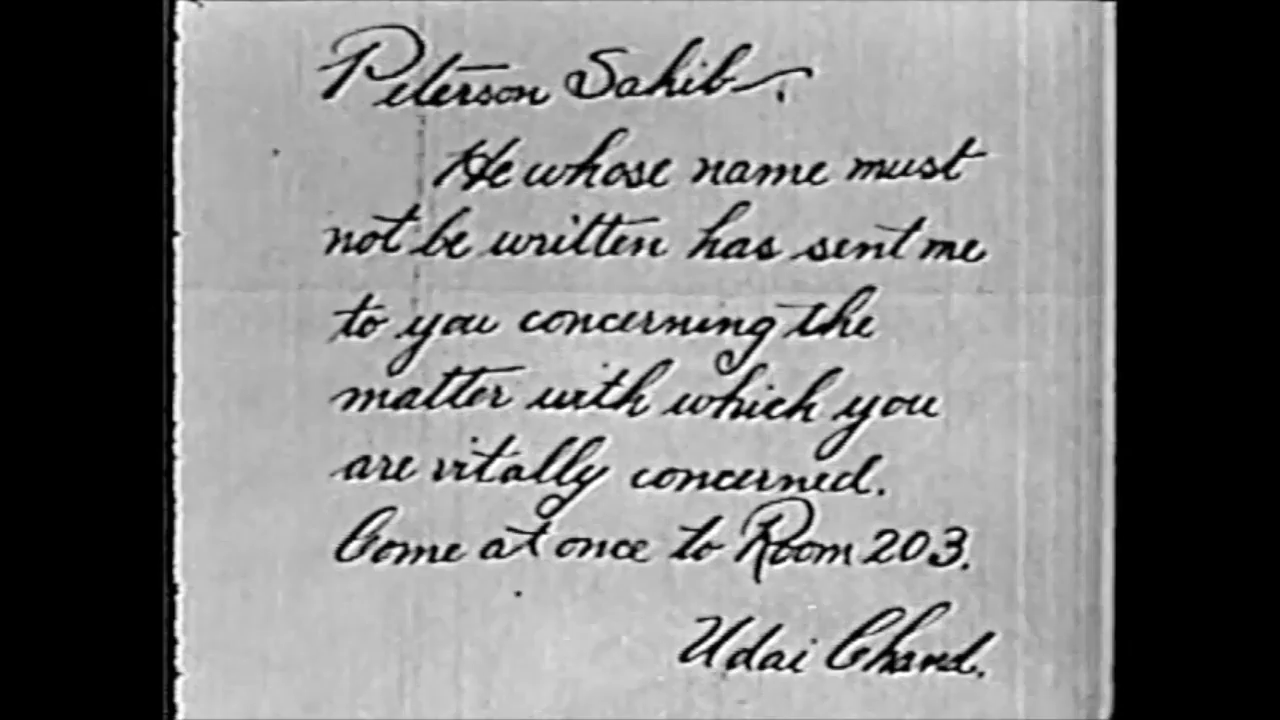 Peterson Sahib.
He whose name must
not be written has sent me
to you concerning the
matter with which you
are vitally concerned.
Come at once to Room 203.
Udai Chand.